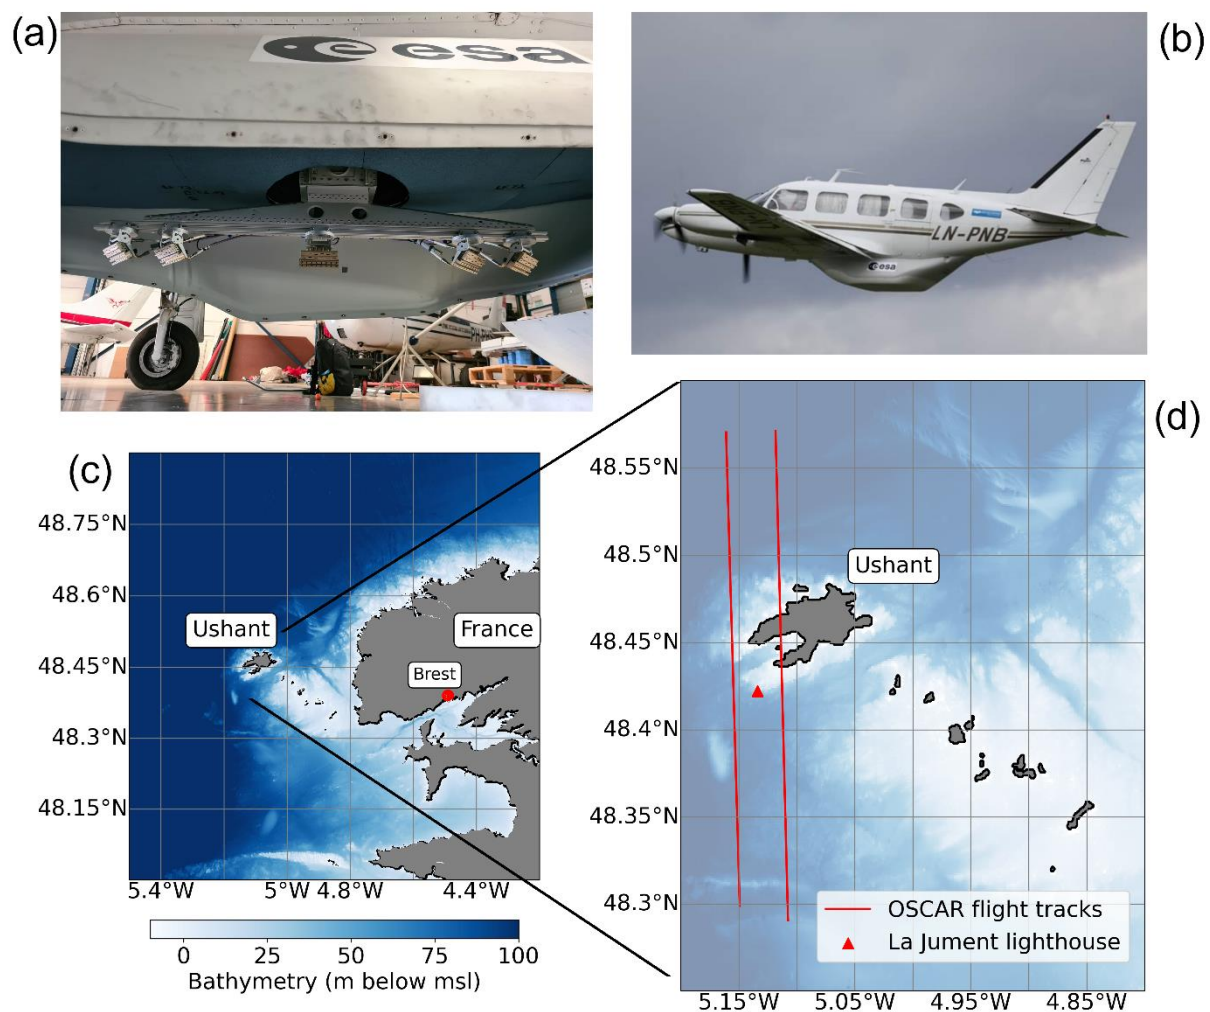 (a)
esa
(b)
LN-PNB
esa
(c)
48.75°N
48.6°N
48.45°N
48.3°N
48.15°N
5.4°W
5°W
4.8°W
4.4°W
Ushant
France
Brest
0
25
50
75
100
Bathymetry (m below msl)
(d)
48.55°N
48.5°N
48.45°N
48.4°N
48.35°N
48.3°N
Ushant
OSCAR flight tracks
La Jument lighthouse
5.15°W
5.05°W
4.95°W
4.85°W